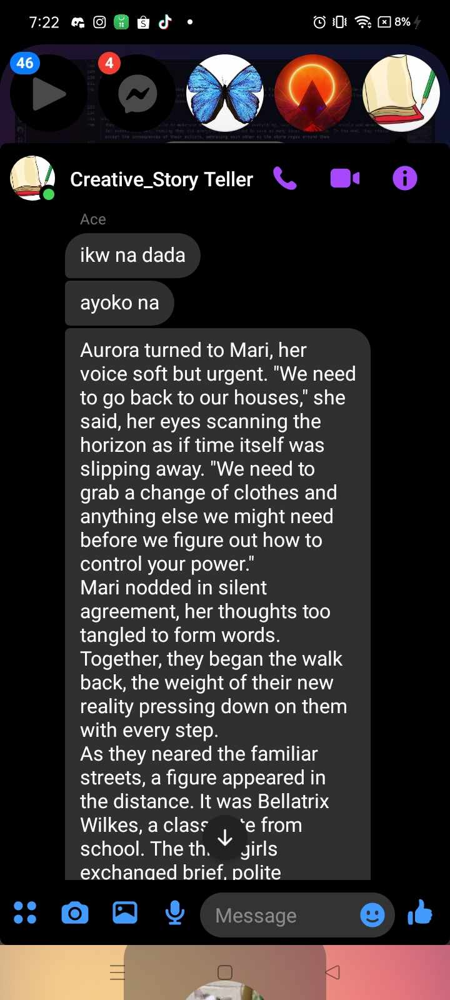 7:22
8%
46
4
Creative_Story Teller
Ace
ikw na dada
ayoko na
Aurora turned to Mari, her
voice soft but urgent. "We need
to go back to our houses," she
said, her eyes scanning the
horizon as if time itself was
slipping away. "We need to
grab a change of clothes and
anything else we might need
before we figure out how to
control your power."
Mari nodded in silent
agreement, her thoughts too
tangled to form words.
Together, they began the walk
back, the weight of their new
reality pressing down on them
with every step.
As they neared the familiar
streets, a figure appeared in
the distance. It was Bellatrix
Wilkes, a from
school. The girls
exchanged brief, polite
Message